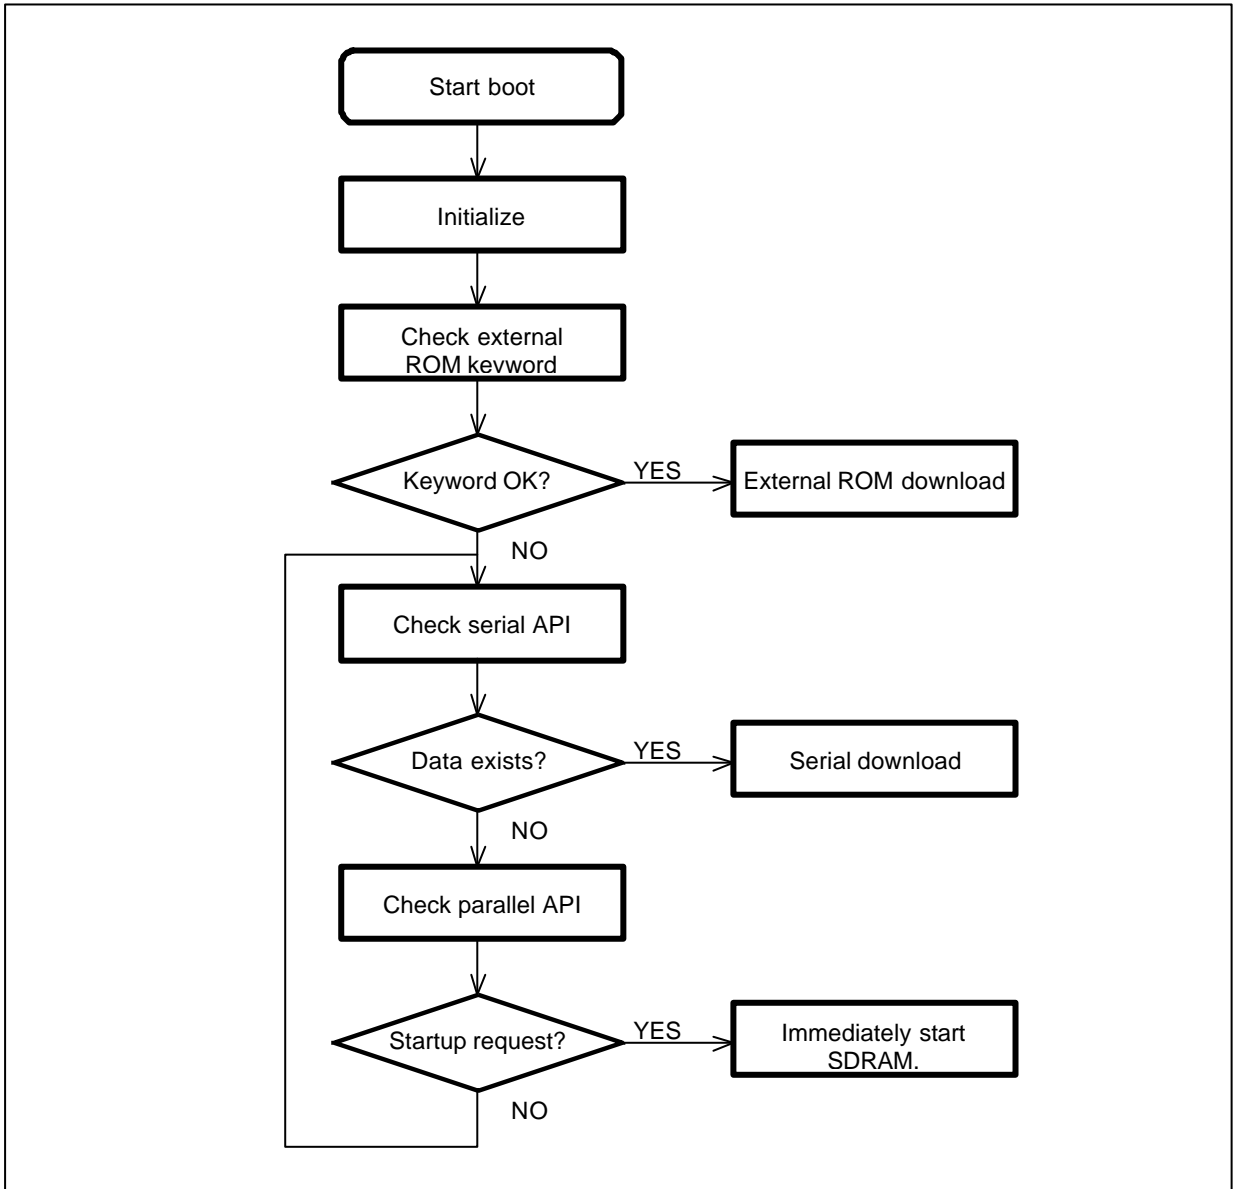 Start boot
Initialize
Check external
ROM keyword
Keyword OK?
YES
External ROM download
NO
Check serial API
Data exists?
YES
Serial download
NO
Check parallel API
Startup request?
YES
Immediately start
SDRAM.
NO